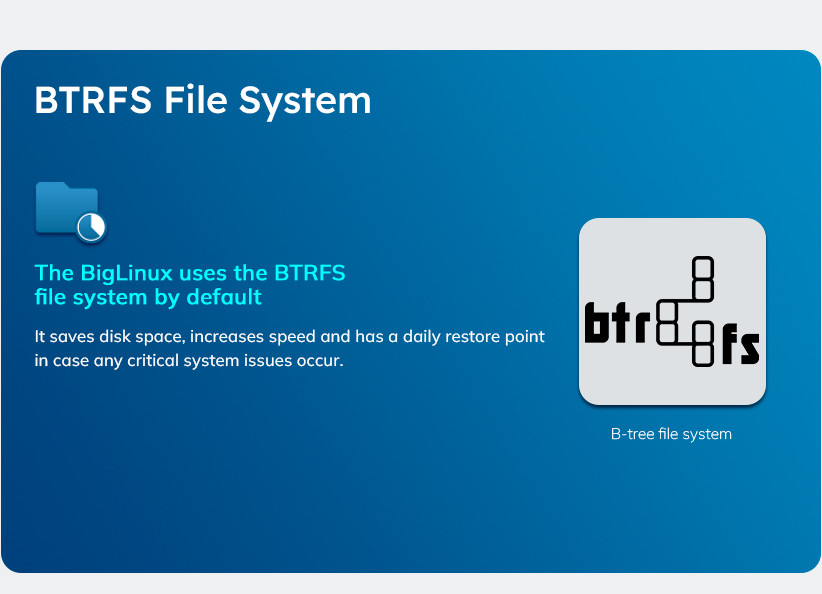 BTRFS File System
The BigLinux uses the BTRFS
file system by default
It saves disk space, increases speed and has a daily restore point
in case any critical system issues occur.
btrfs
B-tree file system